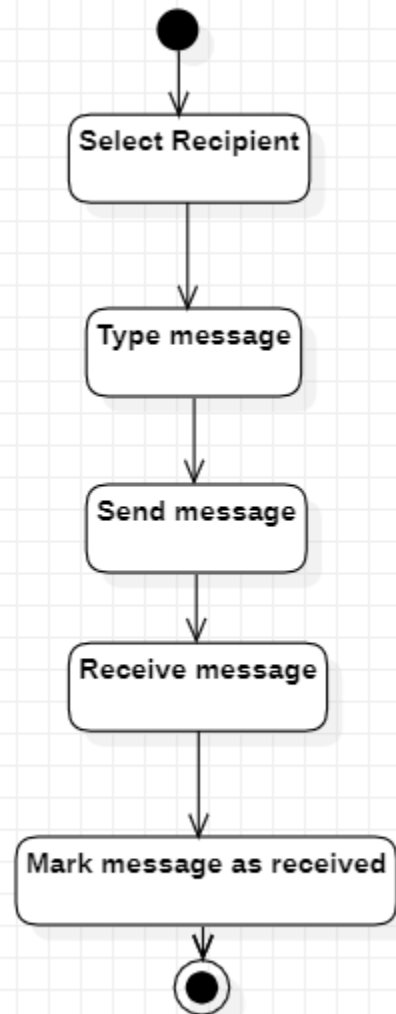 Select Recipient
Type message
Send message
Receive message
Mark message as received